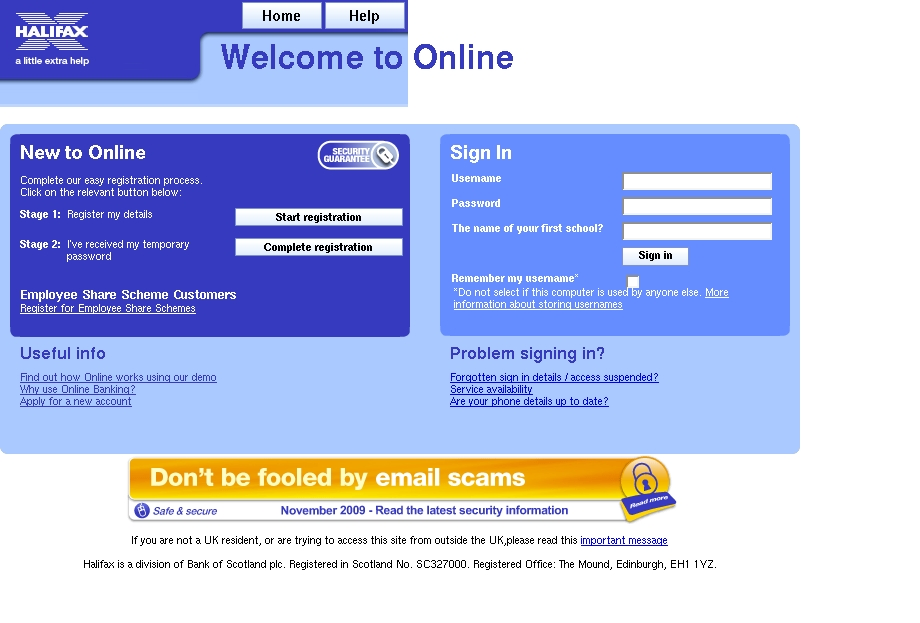 Home Help
HALIFAX
a little extra help
Welcome to Online
New to Online
SECURITY
GUARANTEE
Complete our easy registration process.
Click on the relevant button below:
Stage 1: Register my details
Start registration
Stage 2: I've received my temporary
password
Complete registration
Employee Share Scheme Customers
Register for Employee Share Schemes
Sign In
Username
Password
The name of your first school?
Sign in
Remember my username*
*Do not select if this computer is used by anyone else. More
information about storing usernames
Useful info
Find out how Online works using our demo
Why use Online Banking?
Apply for a new account
Problem signing in?
Forgotten sign in details / access suspended?
Service availability
Are your phone details up to date?
Don't be fooled by email scams
Safe & secure
November 2009 - Read the latest security information
Read more
If you are not a UK resident, or are trying to access this site from outside the UK,please read this important message
Halifax is a division of Bank of Scotland plc. Registered in Scotland No. SC327000. Registered Office: The Mound, Edinburgh, EH1 1YZ.